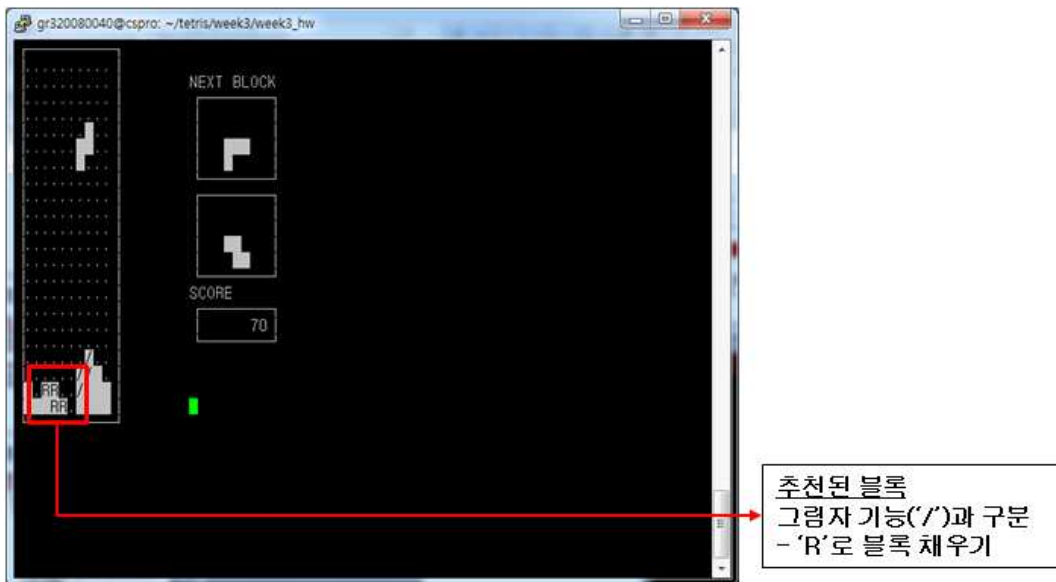 gr320080040@cspro: ~/tetris/week3/week3_hw
NEXT BLOCK
SCORE
70
/
/
RR /
RR
추천된 블록
그림자 기능('/')과 구분
- 'R'로 블록 채우기